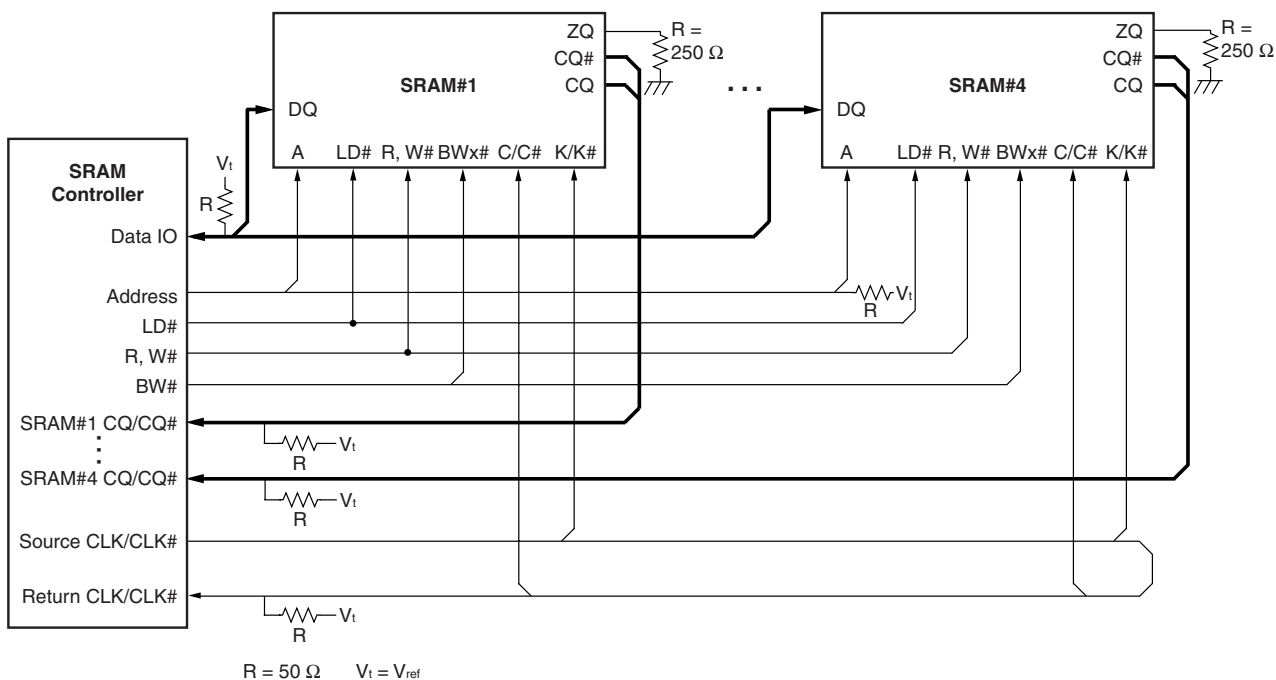 SRAM#1
ZQ
CQ#
CQ
DQ
A LD# R, W# BWx# C/C# K/K#
R =
250 Ω
. . .
SRAM#4
ZQ
CQ#
CQ
DQ
A LD# R, W# BWx# C/C# K/K#
R =
250 Ω
SRAM
Controller
Vt
R
Data IO
Address
R
Vt
LD#
R, W#
BW#
SRAM#1 CQ/CQ#
R
Vt
SRAM#4 CQ/CQ#
R
Vt
Source CLK/CLK#
Return CLK/CLK#
R
Vt
R = 50 Ω Vt = Vref